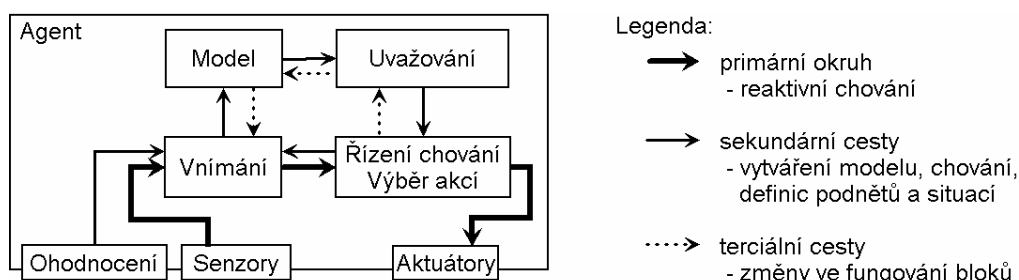 Agent
Model
Uvažování
Vnímání
Řízení chování
Výběr akcí
Ohodnocení
Senzory
Aktuátory
Legenda:
primární okruh
- reaktivní chování
sekundární cesty
- vytváření modelu, chování,
definic podnětů a situací
terciální cesty
- změny ve fungování bloků